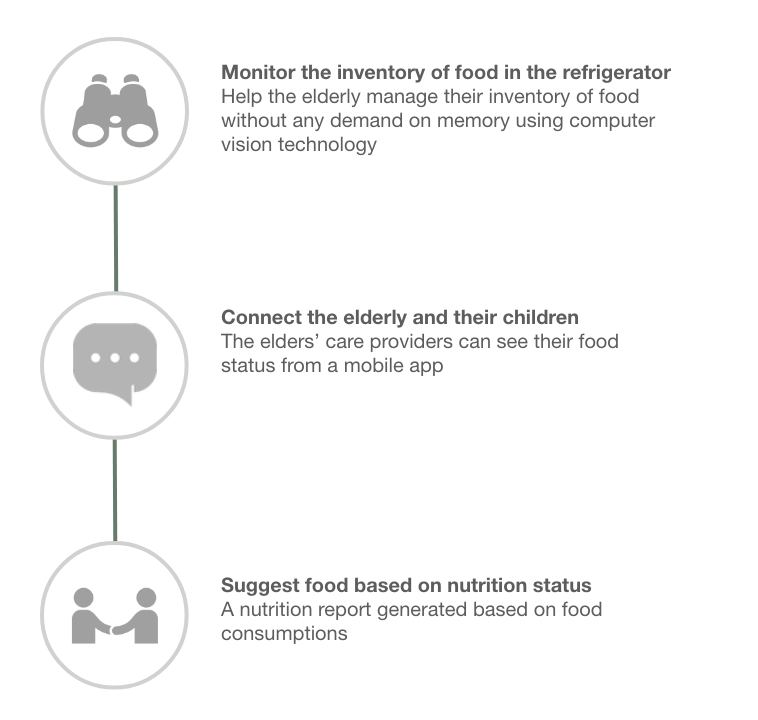 Monitor the inventory of food in the refrigerator
Help the elderly manage their inventory of food
without any demand on memory using computer
vision technology
Connect the elderly and their children
The elders’ care providers can see their food
status from a mobile app
Suggest food based on nutrition status
A nutrition report generated based on food
consumptions